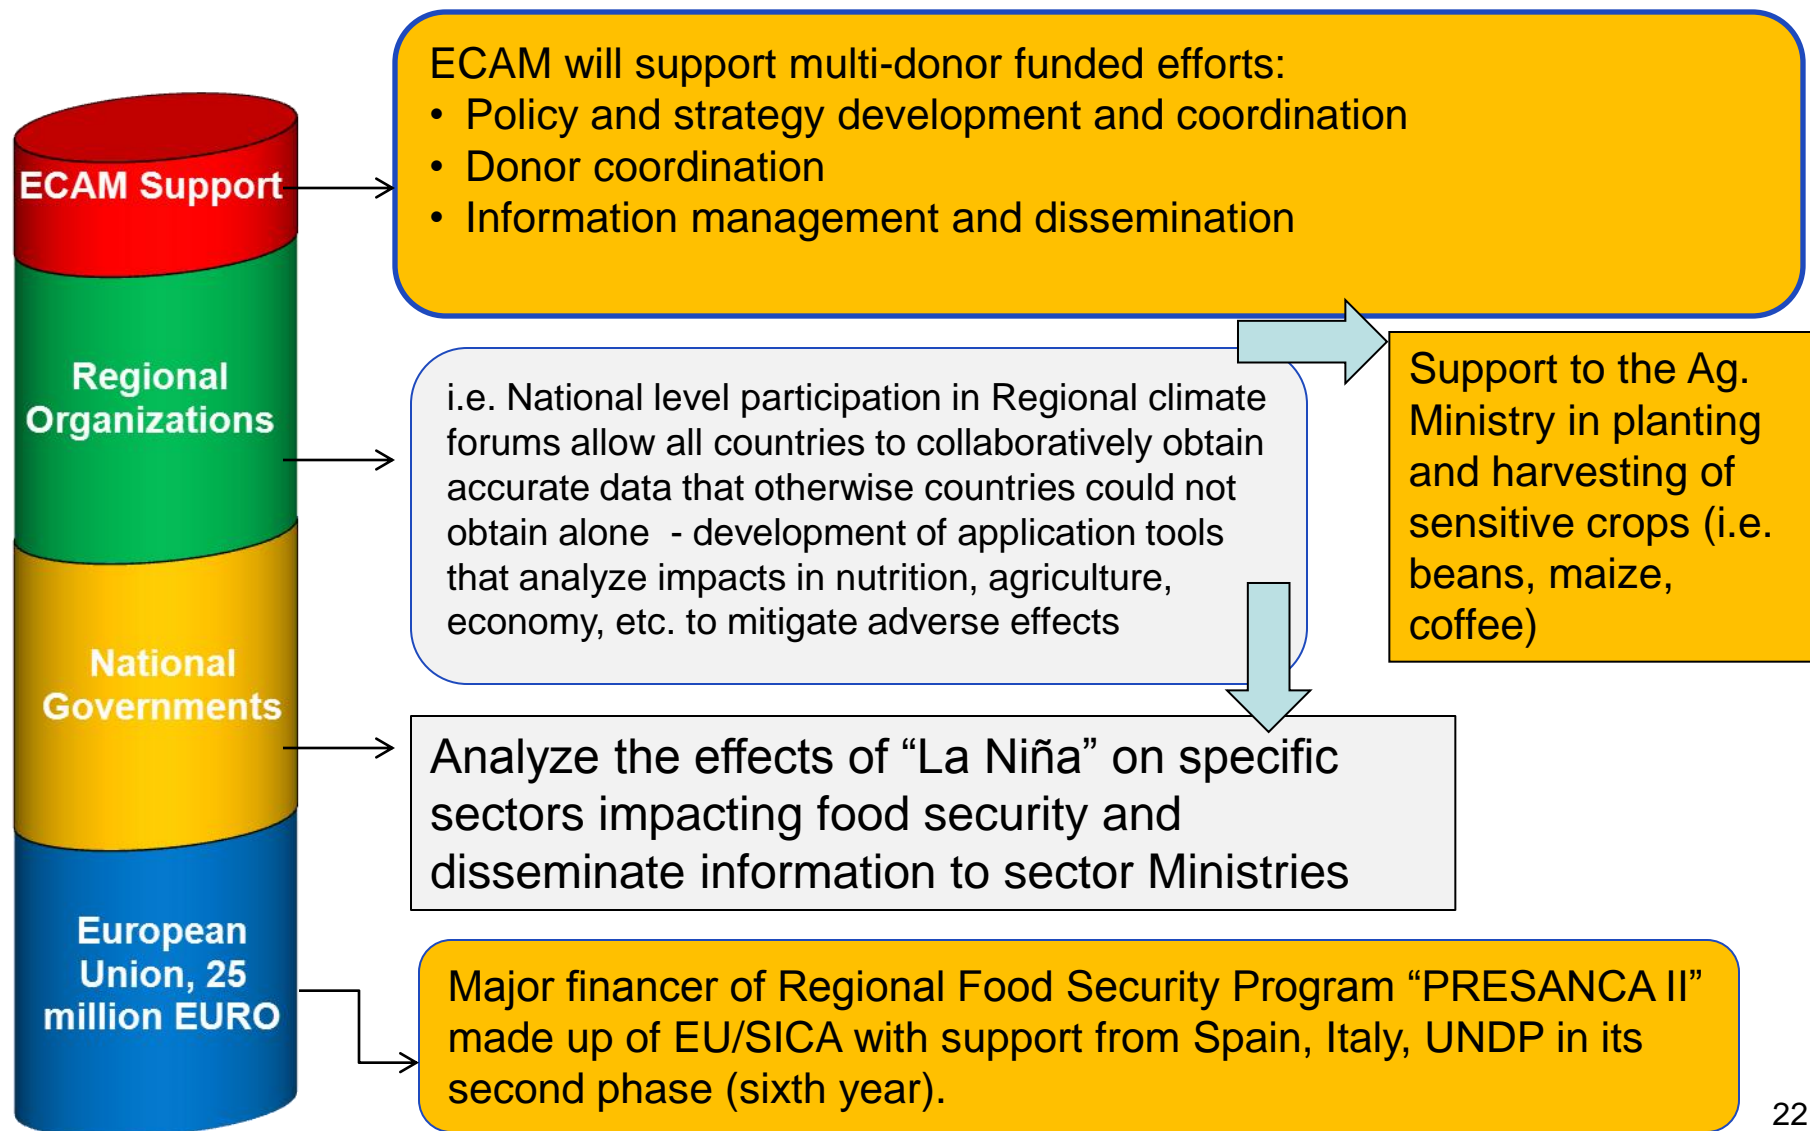 ECAM Support
ECAM will support multi-donor funded efforts:
• Policy and strategy development and coordination
• Donor coordination
• Information management and dissemination
Regional
Organizations
i.e. National level participation in Regional climate
forums allow all countries to collaboratively obtain
accurate data that otherwise countries could not
obtain alone  - development of application tools
that analyze impacts in nutrition, agriculture,
economy, etc. to mitigate adverse effects
Support to the Ag.
Ministry in planting
and harvesting of
sensitive crops (i.e.
beans, maize,
coffee)
National
Governments
Analyze the effects of “La Niña” on specific
sectors impacting food security and
disseminate information to sector Ministries
European
Union, 25
million EURO
Major financer of Regional Food Security Program “PRESANCA II”
made up of EU/SICA with support from Spain, Italy, UNDP in its
second phase (sixth year).
22